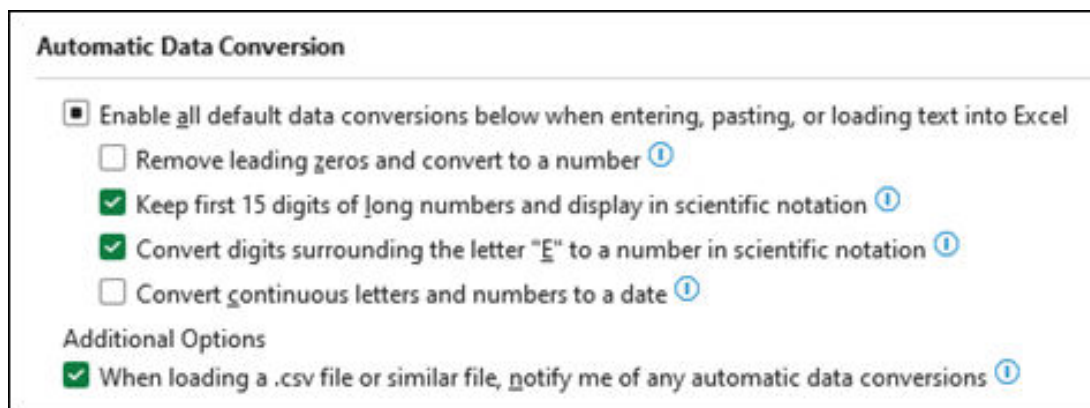 Automatic Data Conversion
Enable all default data conversions below when entering, pasting, or loading text into Excel
Remove leading zeros and convert to a number
Keep first 15 digits of long numbers and display in scientific notation
Convert digits surrounding the letter "E" to a number in scientific notation
Convert continuous letters and numbers to a date
Additional Options
When loading a .csv file or similar file, notify me of any automatic data conversions